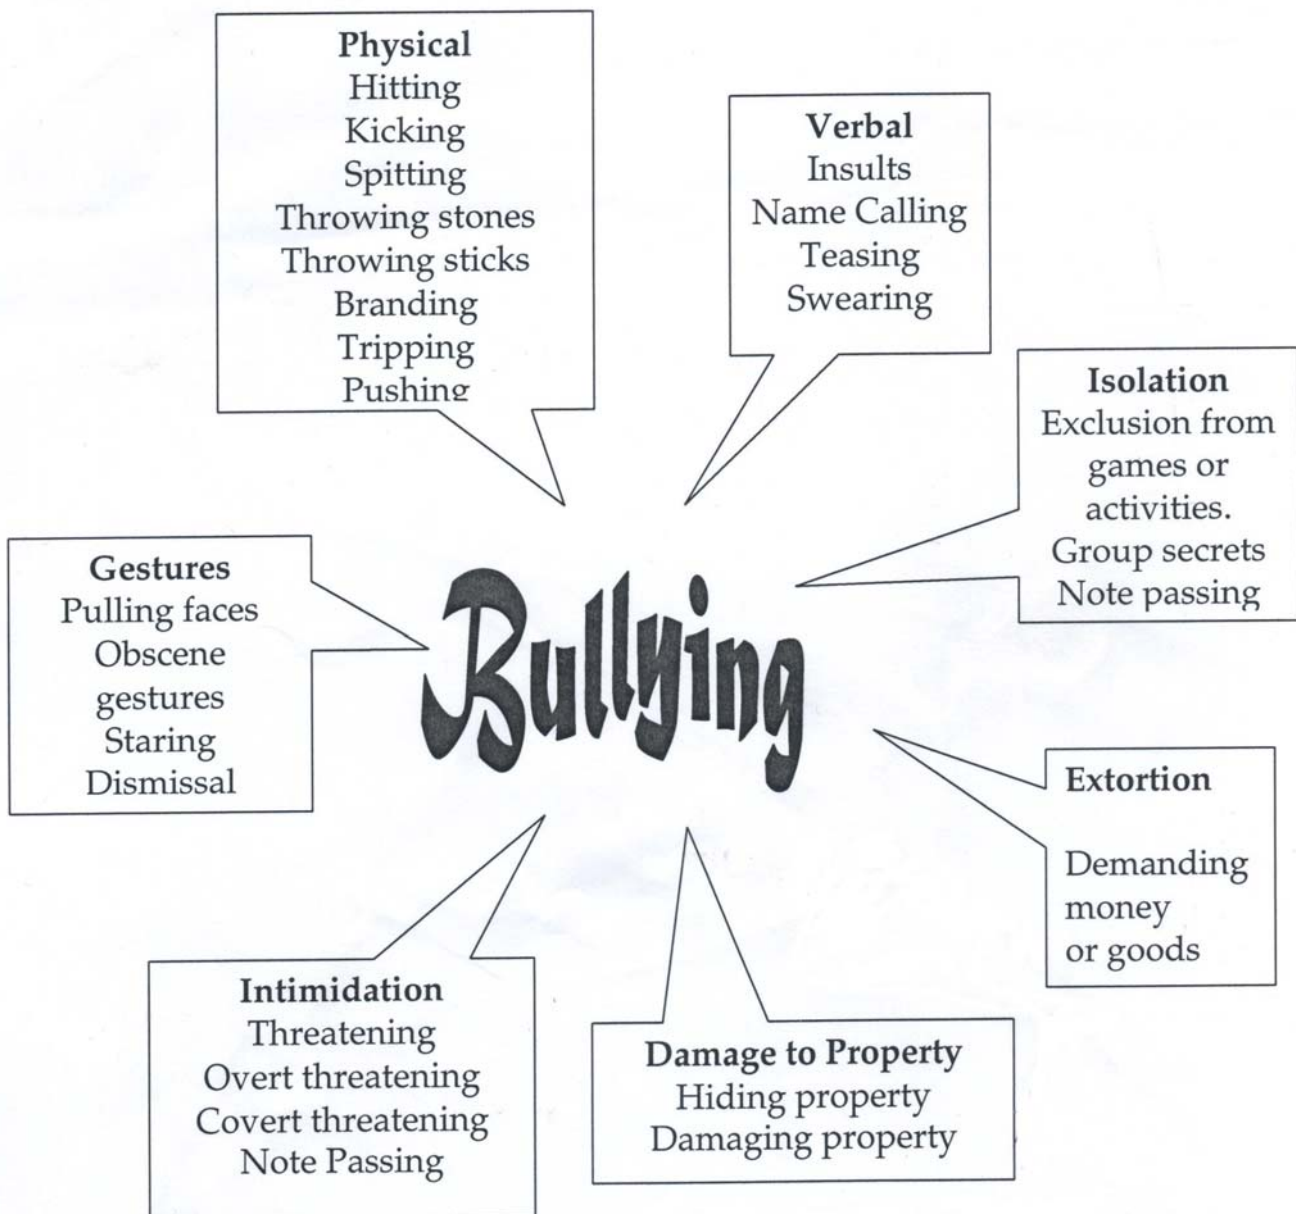 Physical
Hitting
Kicking
Spitting
Throwing stones
Throwing sticks
Branding
Tripping
Pushing
Verbal
Insults
Name Calling
Teasing
Swearing
Isolation
Exclusion from
games or
activities.
Group secrets
Note passing
Gestures
Pulling faces
Obscene
gestures
Staring
Dismissal
Bullying
Extortion
Demanding
money
or goods
Intimidation
Threatening
Overt threatening
Covert threatening
Note Passing
Damage to Property
Hiding property
Damaging property